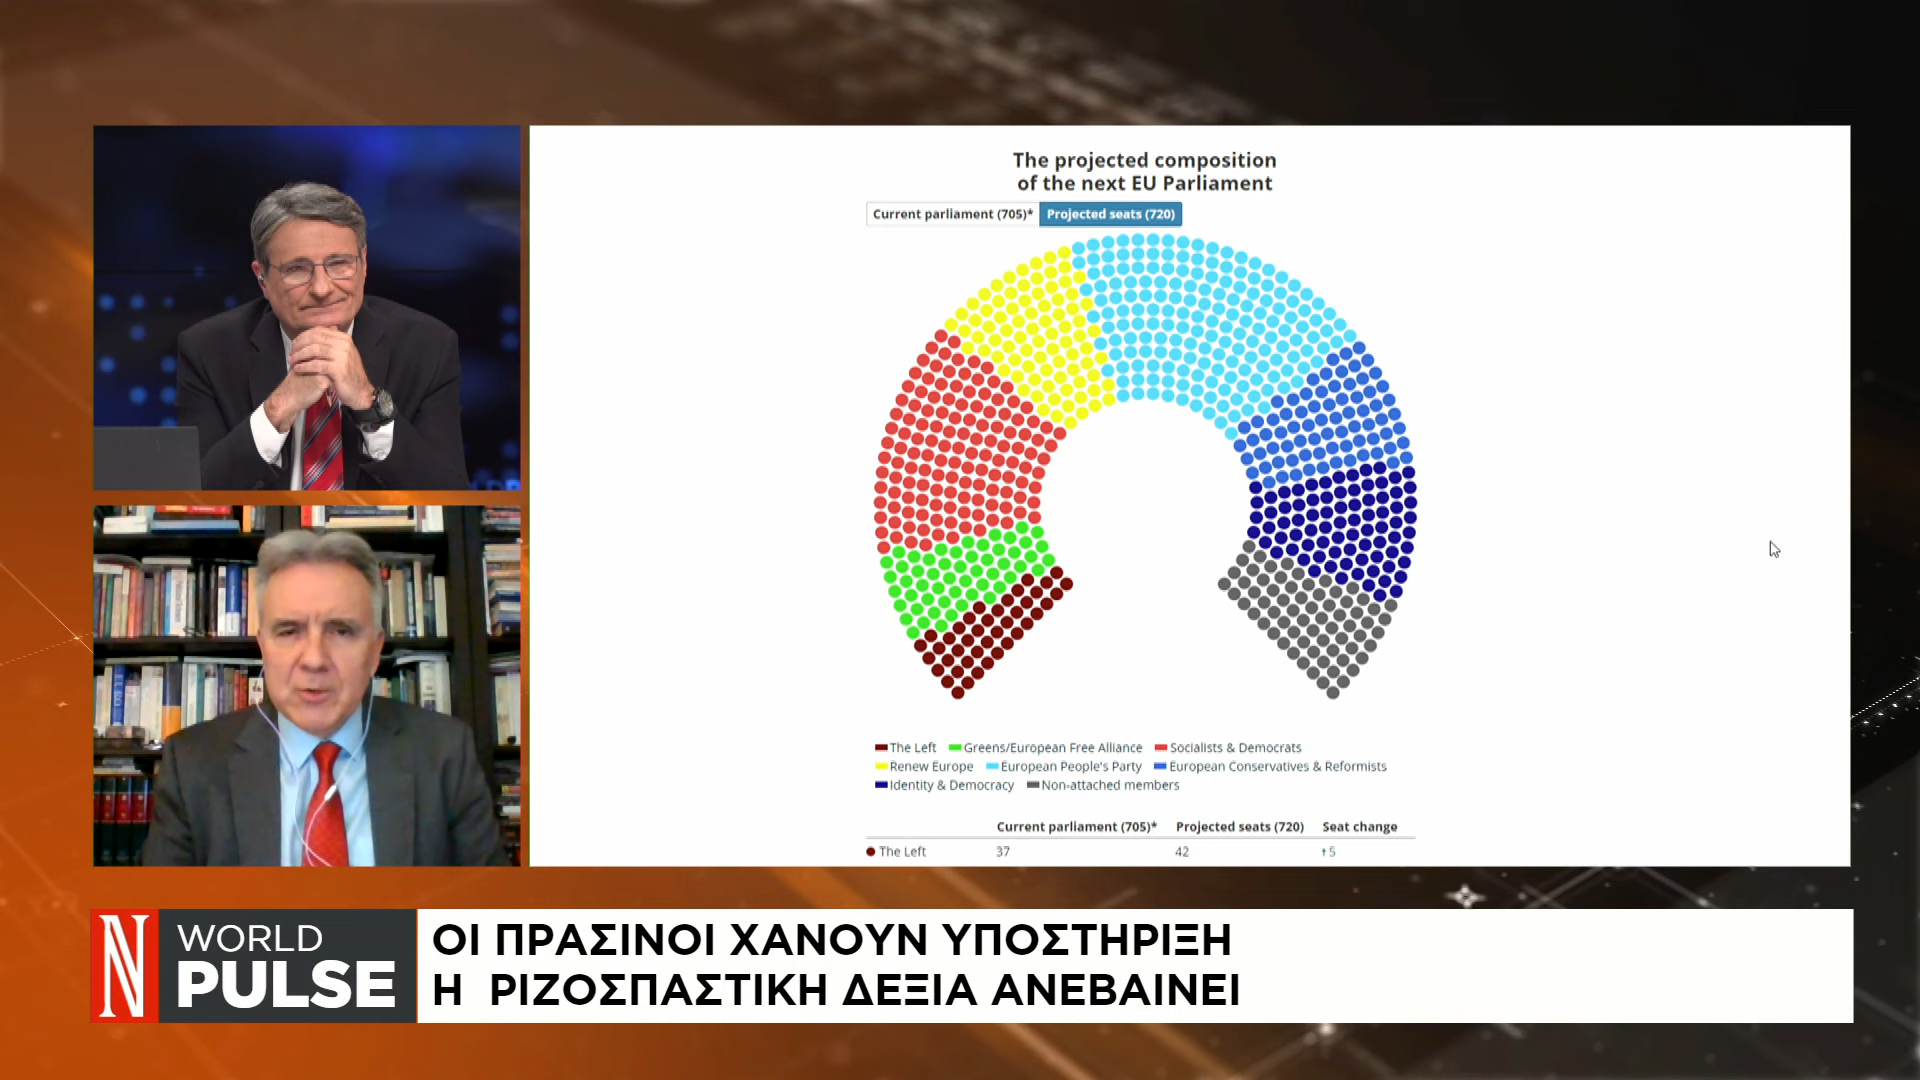 The projected composition
of the next EU Parliament
Current parliament (705)* Projected seats (720)
The Left Greens/European Free Alliance Socialists & Democrats
Renew Europe European People's Party European Conservatives & Reformists
Identity & Democracy Non-attached members
Current parliament (705)* Projected seats (720) Seat change
The Left 37 42 ↑5
N WORLD
PULSE
ΟΙ ΠΡΑΣΙΝΟΙ ΧΑΝΟΥΝ ΥΠΟΣΤΗΡΙΞΗ
Η ΡΙΖΟΣΠΑΣΤΙΚΗ ΔΕΞΙΑ ΑΝΕΒΑΙΝΕΙ